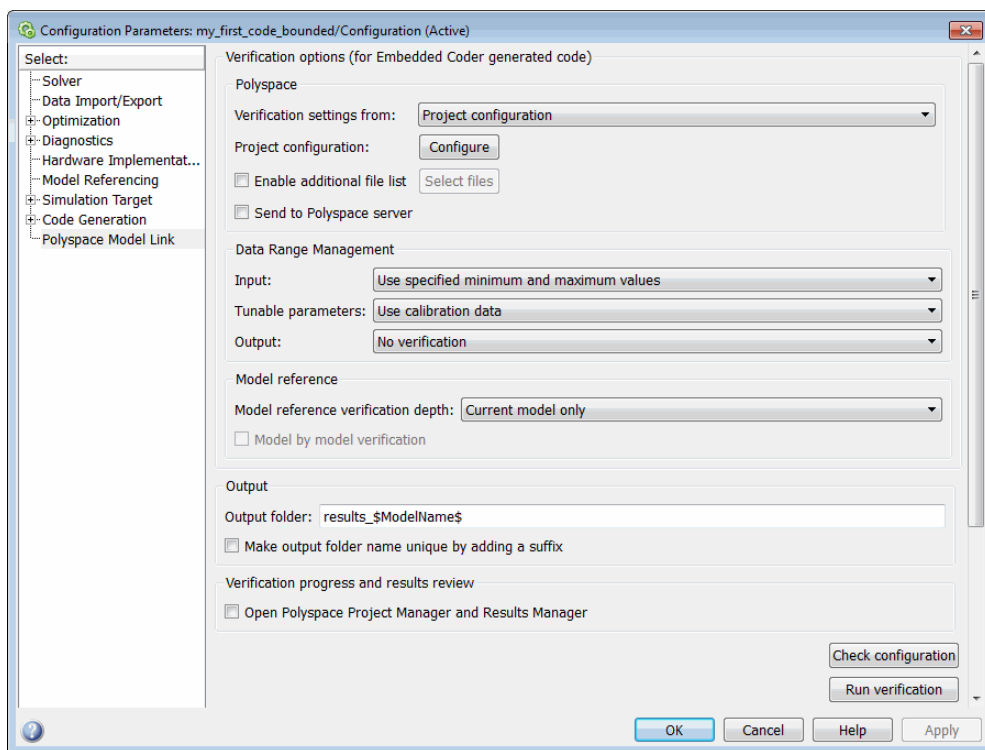 Configuration Parameters: my_first_code_bounded/Configuration (Active)
Select:
Solver
Data Import/Export
Optimization
Diagnostics
Hardware Implementat...
Model Referencing
Simulation Target
Code Generation
Polyspace Model Link
Verification options (for Embedded Coder generated code)
Polyspace
Verification settings from: Project configuration
Project configuration: Configure
Enable additional file list Select files
Send to Polyspace server
Data Range Management
Input: Use specified minimum and maximum values
Tunable parameters: Use calibration data
Output: No verification
Model reference
Model reference verification depth: Current model only
Model by model verification
Output
Output folder: results_$ModelName$
Make output folder name unique by adding a suffix
Verification progress and results review
Open Polyspace Project Manager and Results Manager
Check configuration
Run verification
OK Cancel Help Apply